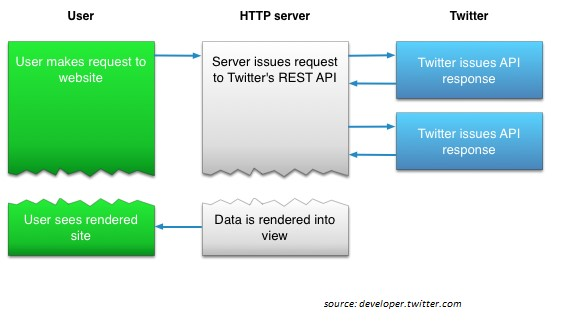 User
HTTP server
Twitter
User makes request to
website
Server issues request
to Twitter's REST API
Twitter issues API
response
Twitter issues API
response
User sees rendered
site
Data is rendered into
view
source: developer.twitter.com